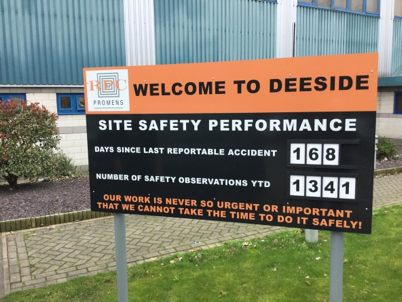 RPC
PROMENS
WELCOME TO DEESIDE
SITE SAFETY PERFORMANCE
DAYS SINCE LAST REPORTABLE ACCIDENT 168
NUMBER OF SAFETY OBSERVATIONS YTD 1341
OUR WORK IS NEVER SO URGENT OR IMPORTANT
THAT WE CANNOT TAKE THE TIME TO DO IT SAFELY!